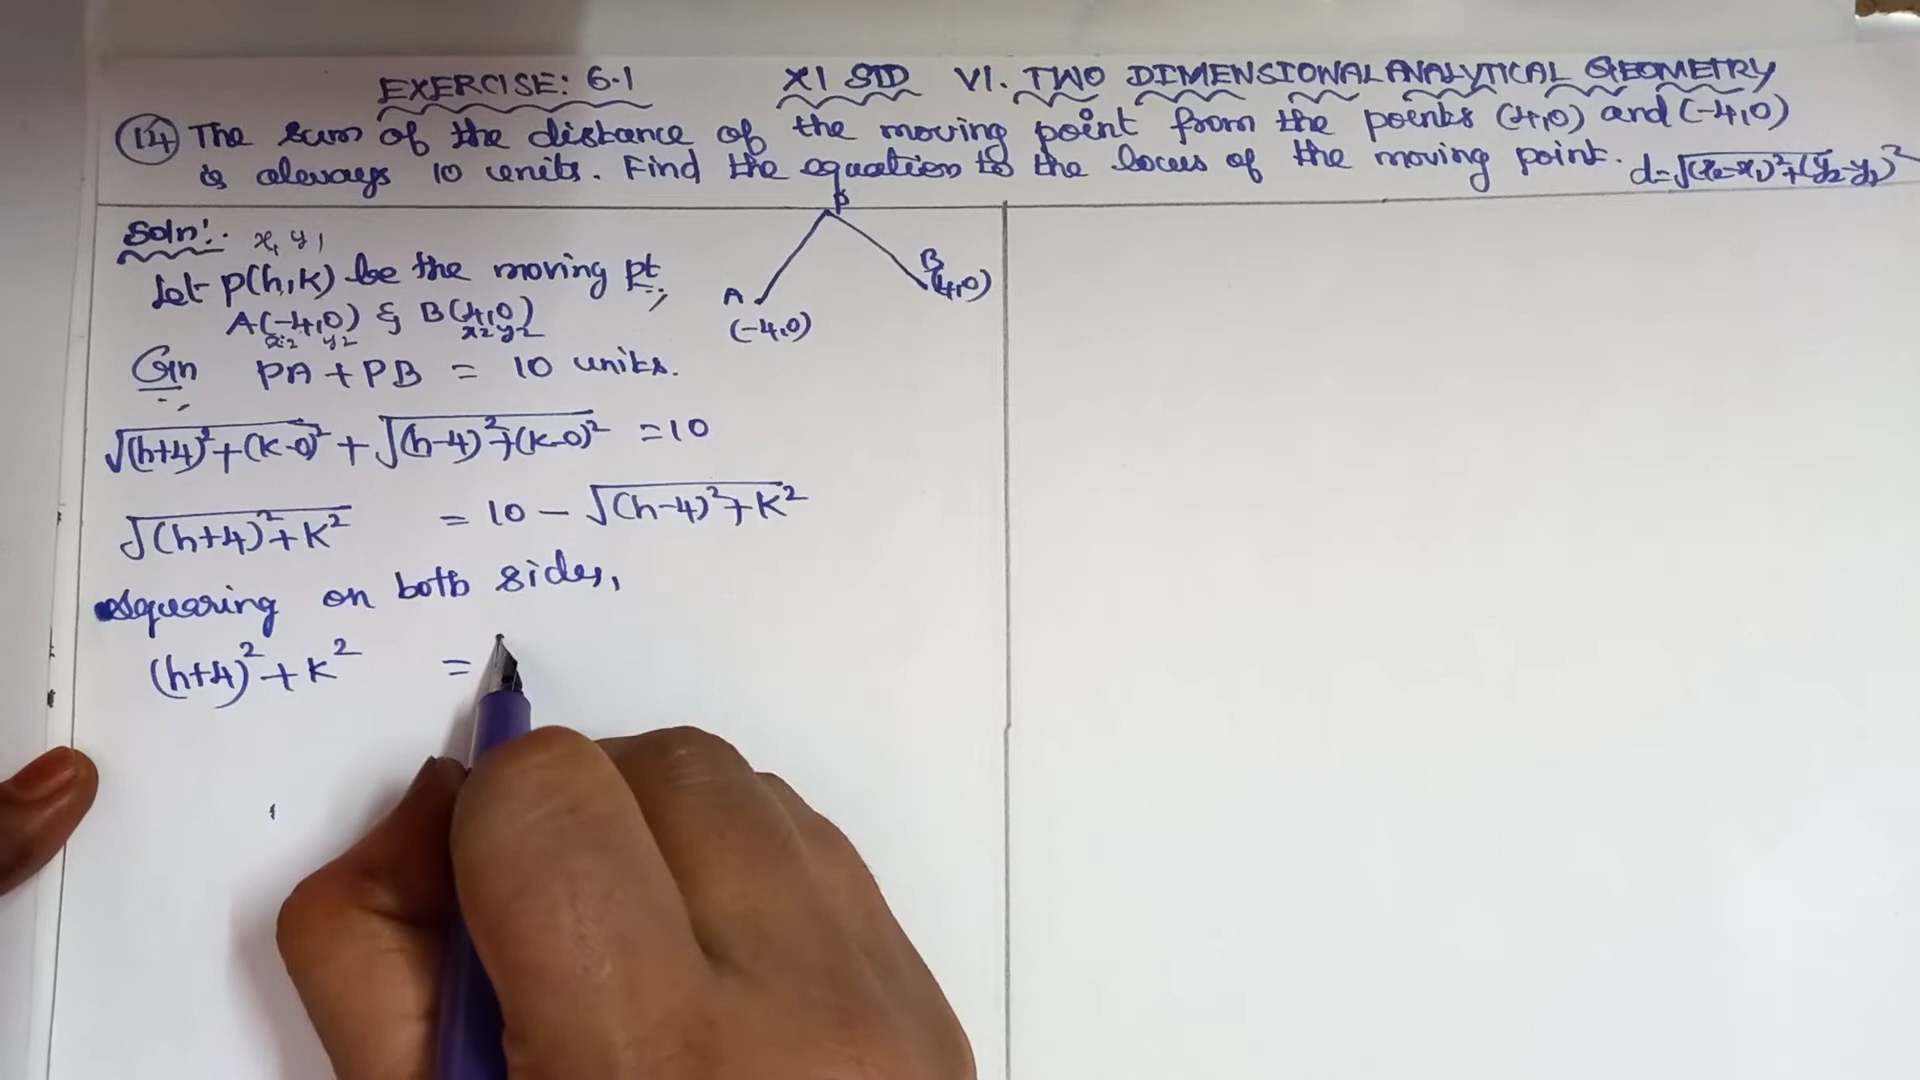 EXERCISE: 6.1 XI STD VI. TWO DIMENSIONAL ANALYTICAL GEOMETRY
(14) The sum of the distance of the moving point from the points (4,0) and (-4,0)
is always 10 units. Find the equation to the locus of the moving point. d=√(x₂-x₁)²+(y₂-y₁)²
P
Soln:. x₁ y₁
Let P(h,k) be the moving pt.,
B
(4,0)
A
(-4,0)
A(-4,0) & B(4,0)
x₂ y₂ x₂ y₂
Gn PA + PB = 10 units.
√(h+4)²+(k-0)² + √(h-4)²+(k-0)² = 10
√(h+4)²+k² = 10 - √(h-4)²+k²
squaring on both sides,
(h+4)²+k² =